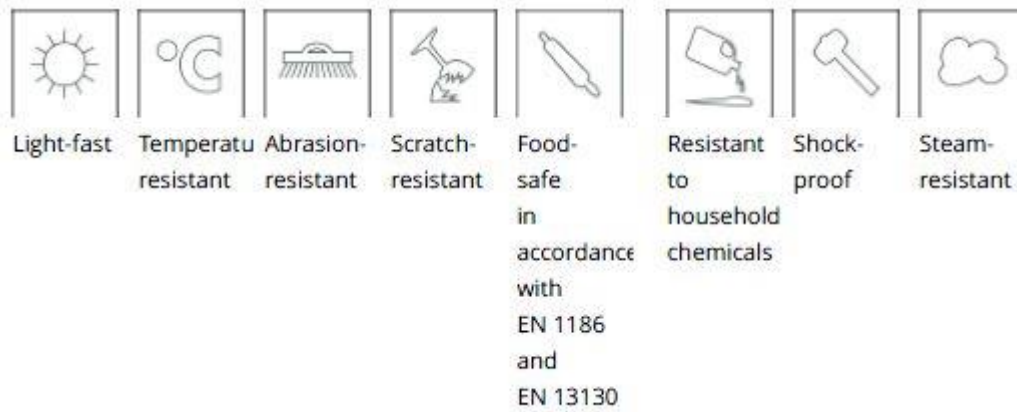 °C
Light-fast
Temperatu
resistant
Abrasion-
resistant
Scratch-
resistant
Food-
safe
in
accordance
with
EN 1186
and
EN 13130
Resistant
to
household
chemicals
Shock-
proof
Steam-
resistant